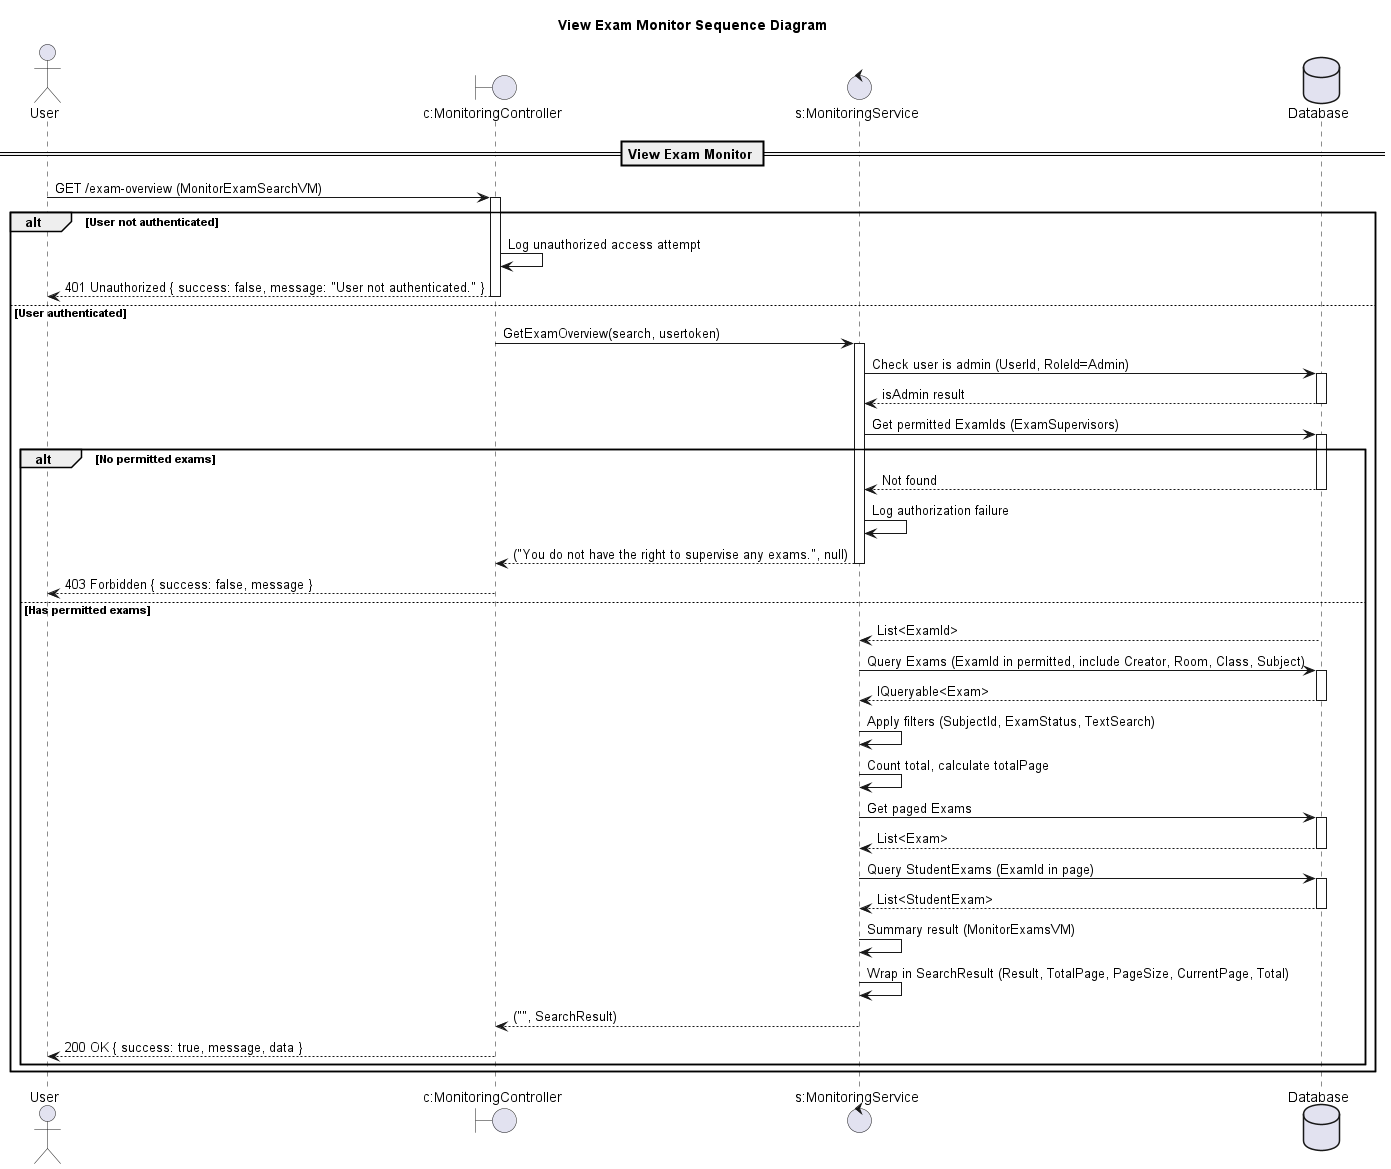 View Exam Monitor Sequence Diagram
User
c:MonitoringController
s:MonitoringService
Database
View Exam Monitor
GET /exam-overview (MonitorExamSearchVM)
alt
[User not authenticated]
Log unauthorized access attempt
401 Unauthorized { success: false, message: "User not authenticated." }
[User authenticated]
GetExamOverview(search, usertoken)
Check user is admin (UserId, RoleId=Admin)
isAdmin result
Get permitted ExamIds (ExamSupervisors)
alt
[No permitted exams]
Not found
Log authorization failure
("You do not have the right to supervise any exams.", null)
403 Forbidden { success: false, message }
[Has permitted exams]
List<ExamId>
Query Exams (ExamId in permitted, include Creator, Room, Class, Subject)
IQueryable<Exam>
Apply filters (SubjectId, ExamStatus, TextSearch)
Count total, calculate totalPage
Get paged Exams
List<Exam>
Query StudentExams (ExamId in page)
List<StudentExam>
Summary result (MonitorExamsVM)
Wrap in SearchResult (Result, TotalPage, PageSize, CurrentPage, Total)
("", SearchResult)
200 OK { success: true, message, data }
User
c:MonitoringController
s:MonitoringService
Database